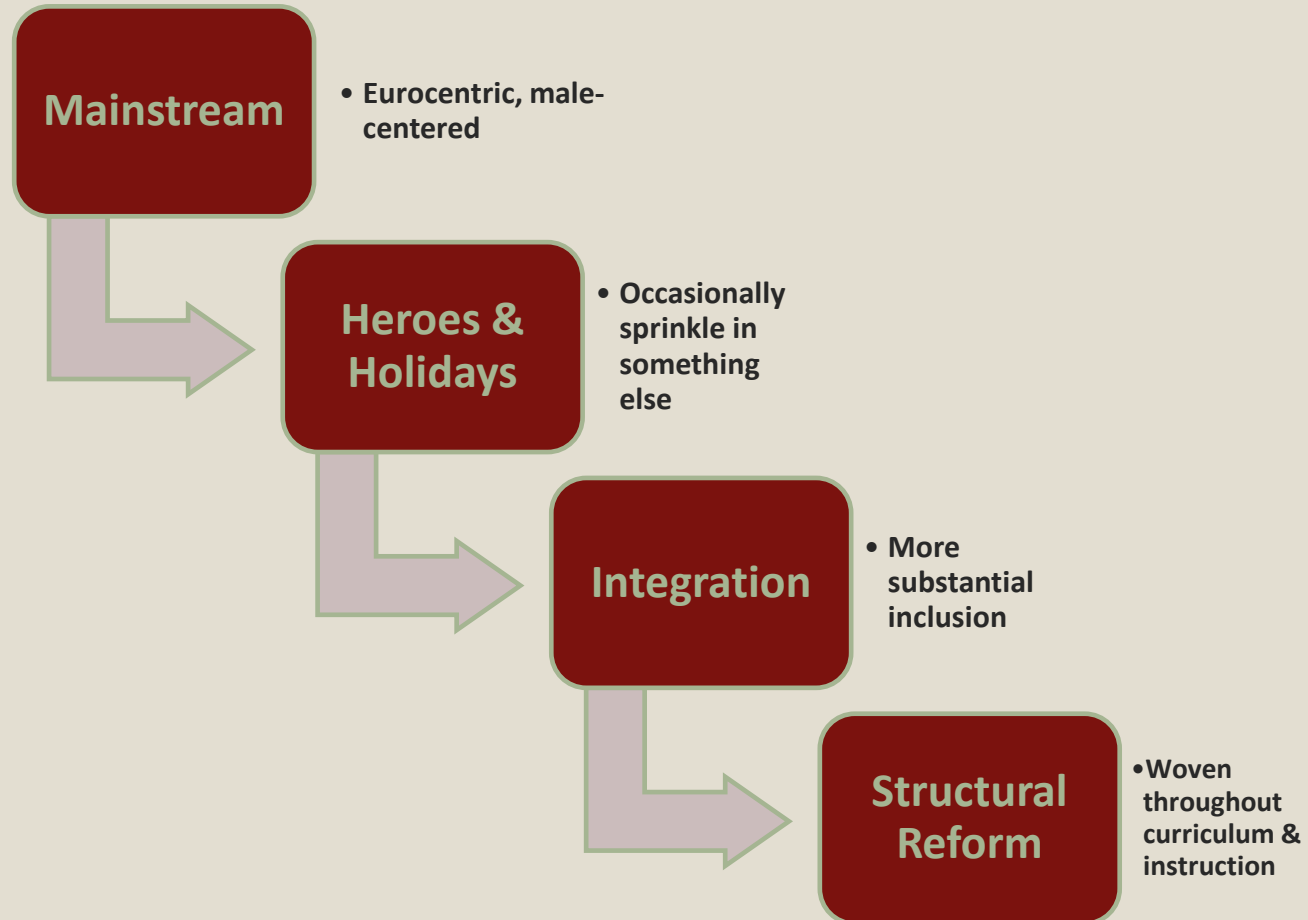 Mainstream
• Eurocentric, male-
centered
Heroes &
Holidays
• Occasionally
sprinkle in
something
else
Integration
• More
substantial
inclusion
Structural
Reform
•Woven
throughout
curriculum &
instruction